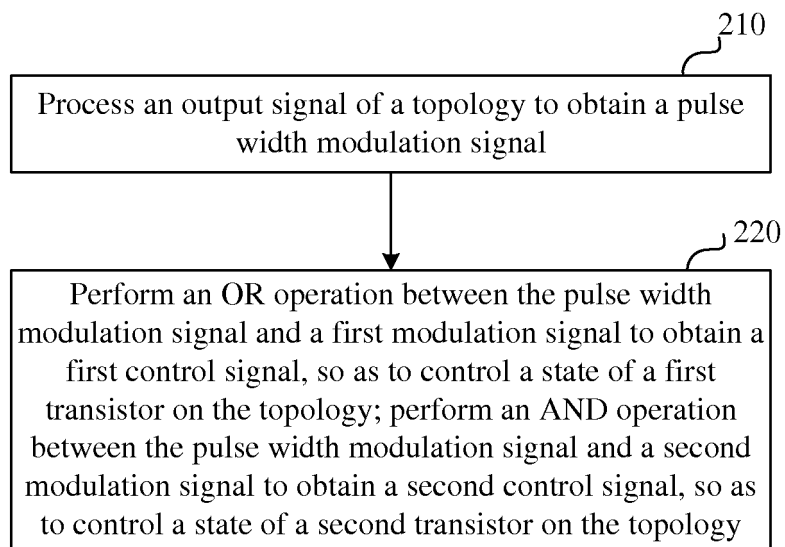 210
Process an output signal of a topology to obtain a pulse
width modulation signal
220
Perform an OR operation between the pulse width
modulation signal and a first modulation signal to obtain a
first control signal, so as to control a state of a first
transistor on the topology; perform an AND operation
between the pulse width modulation signal and a second
modulation signal to obtain a second control signal, so as
to control a state of a second transistor on the topology